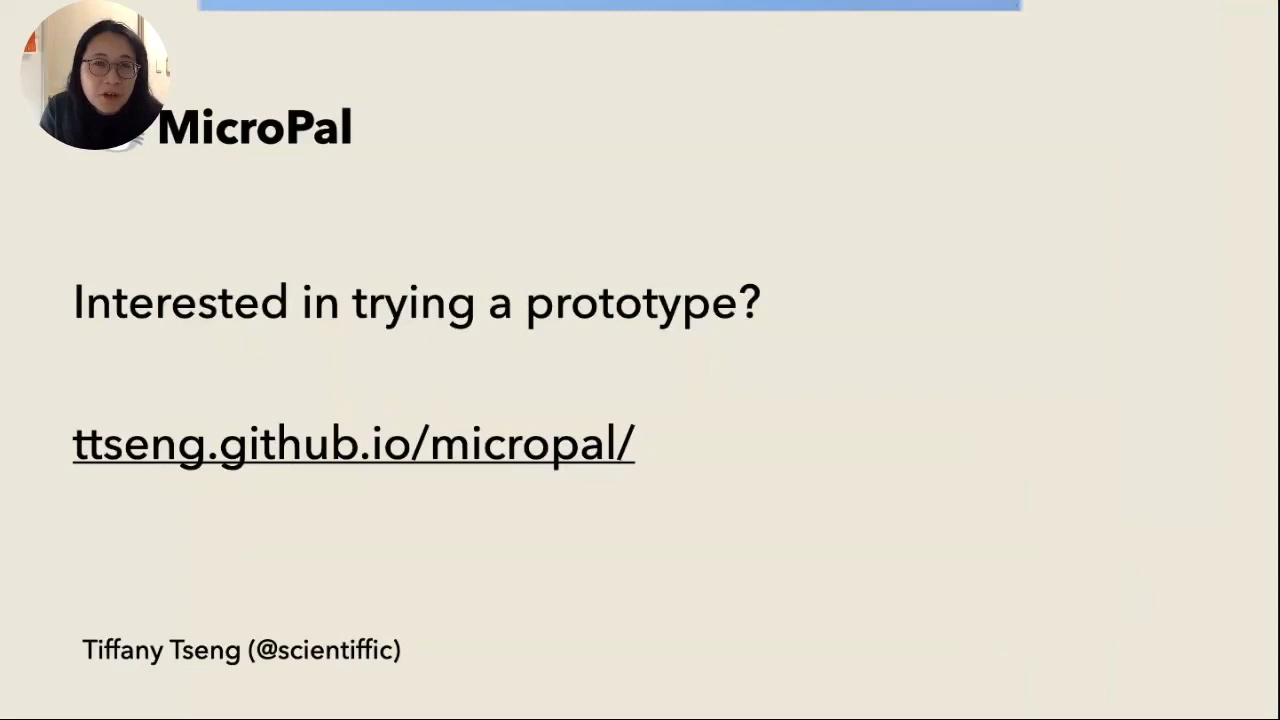 MicroPal
Interested in trying a prototype?
ttseng.github.io/micropal/
Tiffany Tseng (@scientiffic)